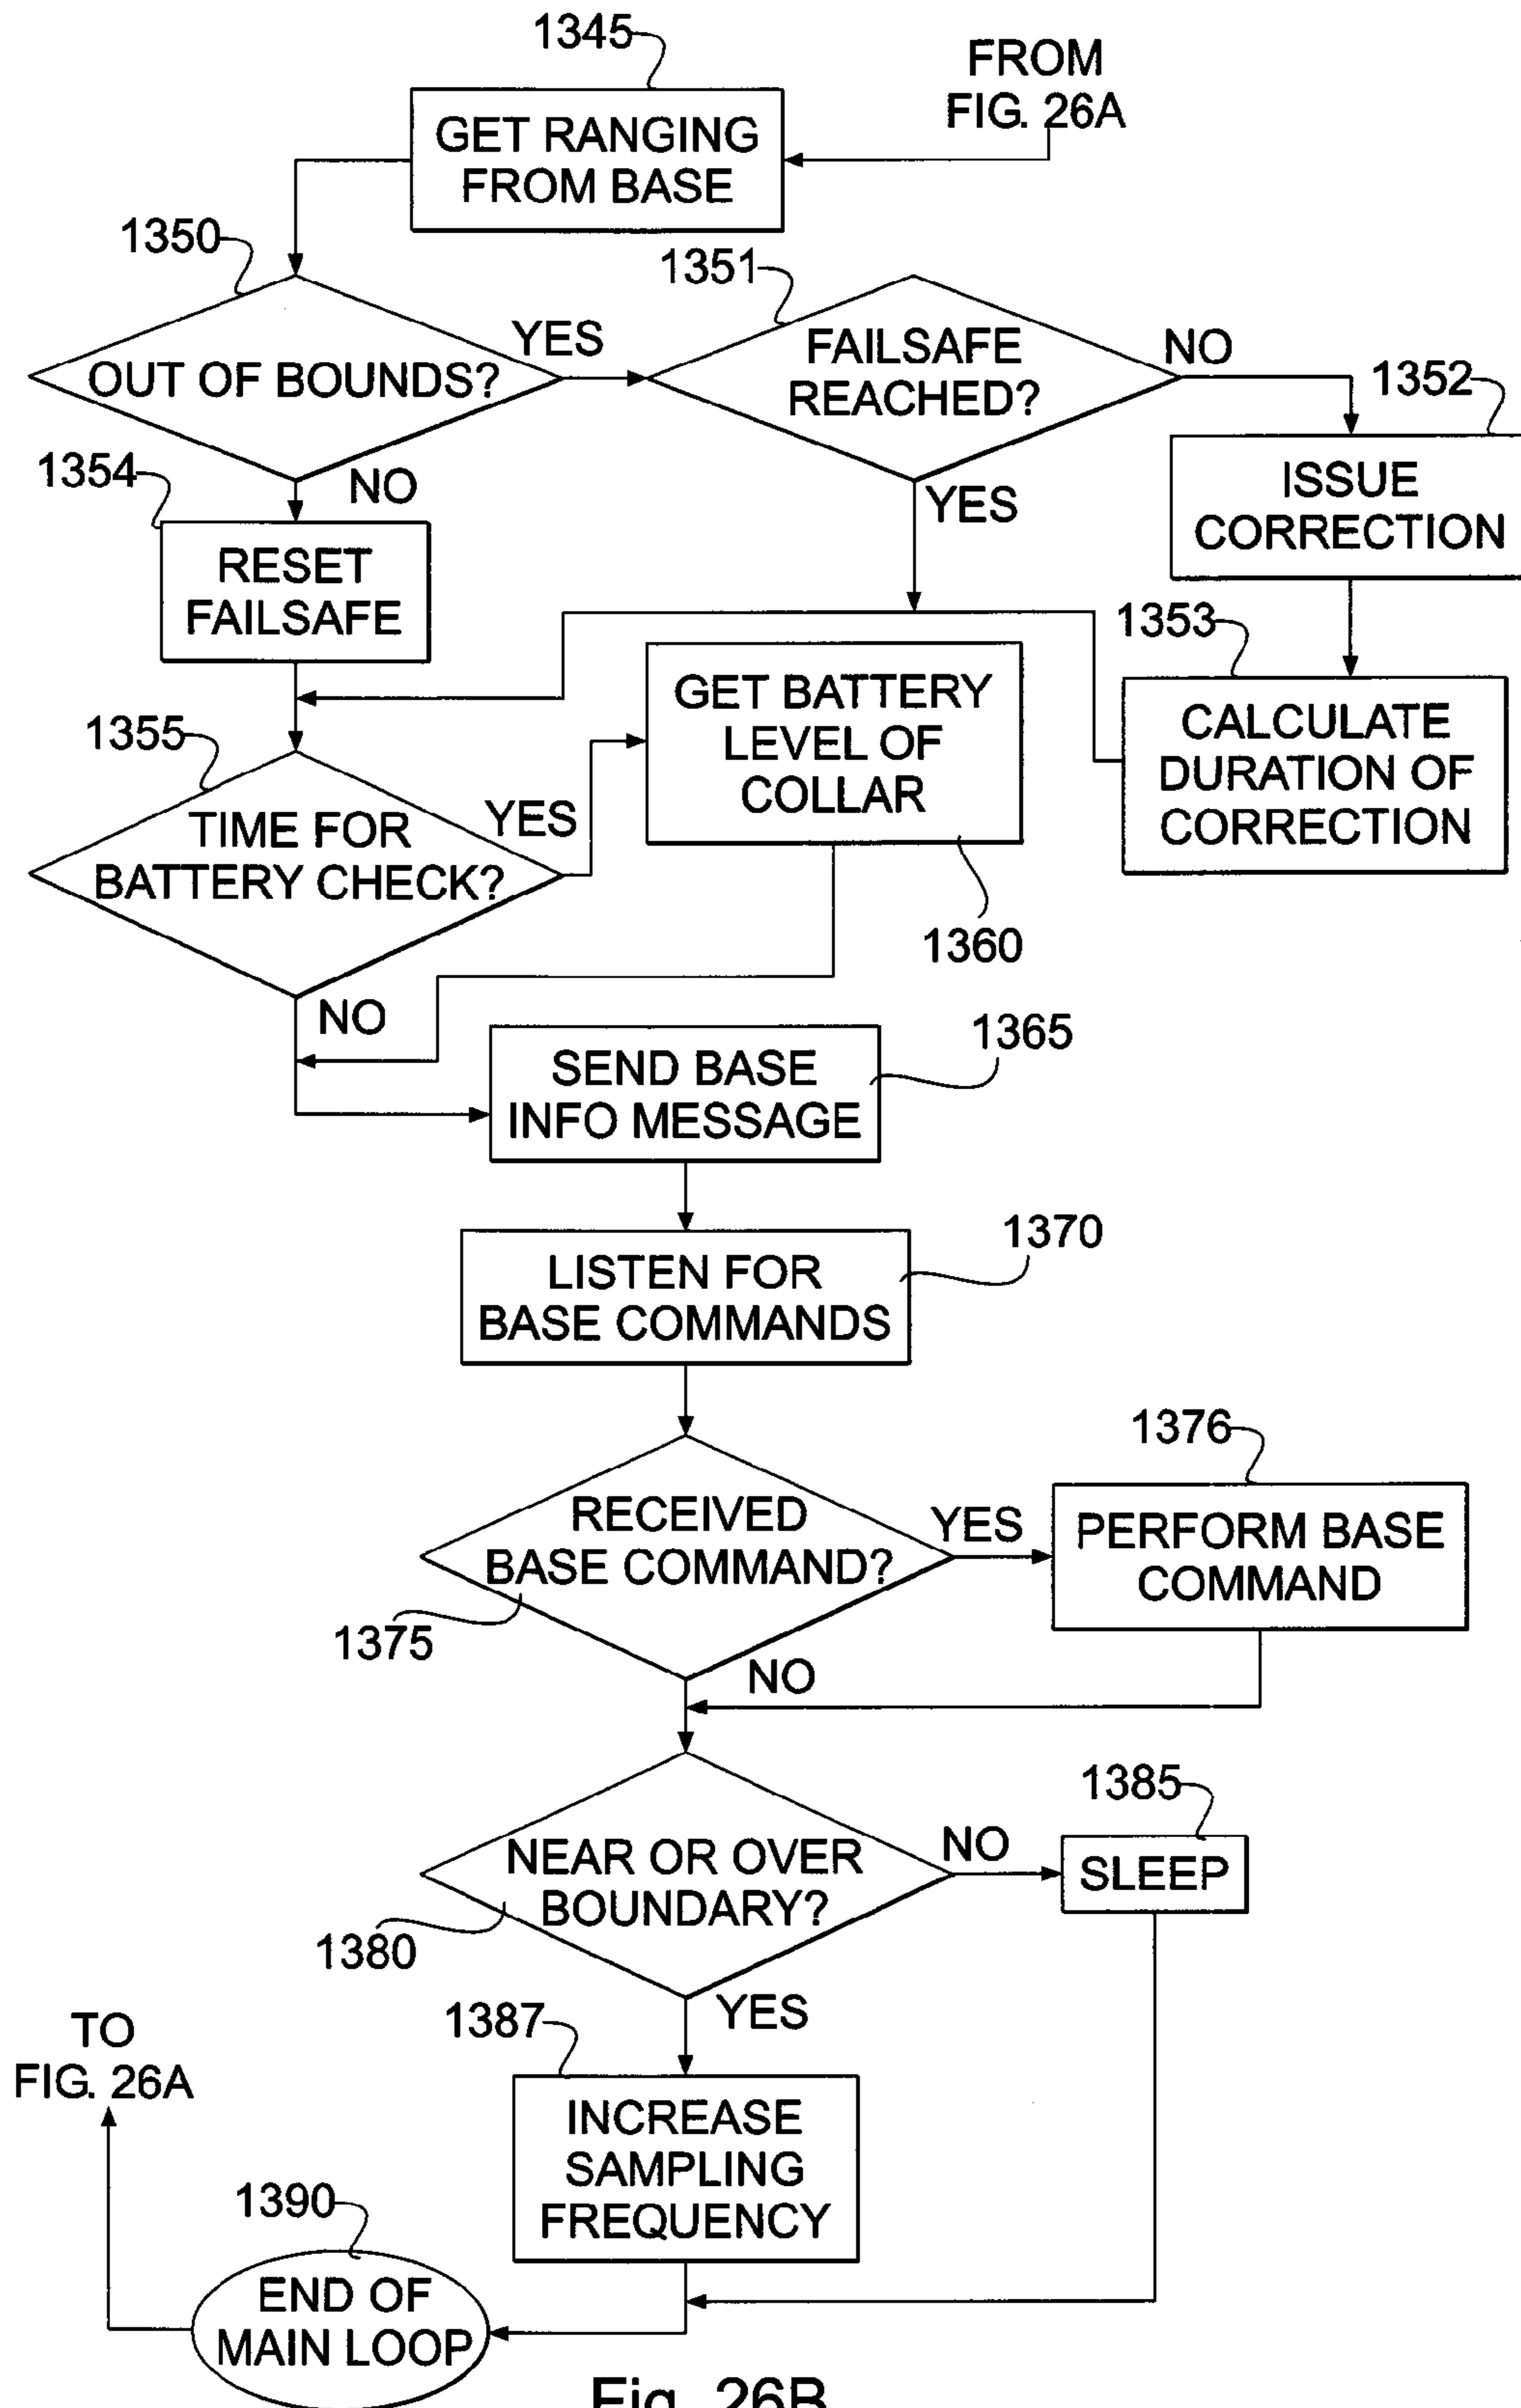 1345
FROM
FIG. 26A
GET RANGING
FROM BASE
1350
1351
OUT OF BOUNDS?
YES
FAILSAFE
REACHED?
NO
1352
1354
NO
YES
ISSUE
CORRECTION
RESET
FAILSAFE
1353
1355
GET BATTERY
LEVEL OF
COLLAR
CALCULATE
DURATION OF
CORRECTION
TIME FOR
BATTERY CHECK?
YES
1360
NO
1365
SEND BASE
INFO MESSAGE
1370
LISTEN FOR
BASE COMMANDS
1376
RECEIVED
BASE COMMAND?
YES
PERFORM BASE
COMMAND
1375
NO
1385
NEAR OR OVER
BOUNDARY?
NO
SLEEP
1380
YES
1387
TO
FIG. 26A
INCREASE
SAMPLING
FREQUENCY
1390
END OF
MAIN LOOP
Fig. 26B